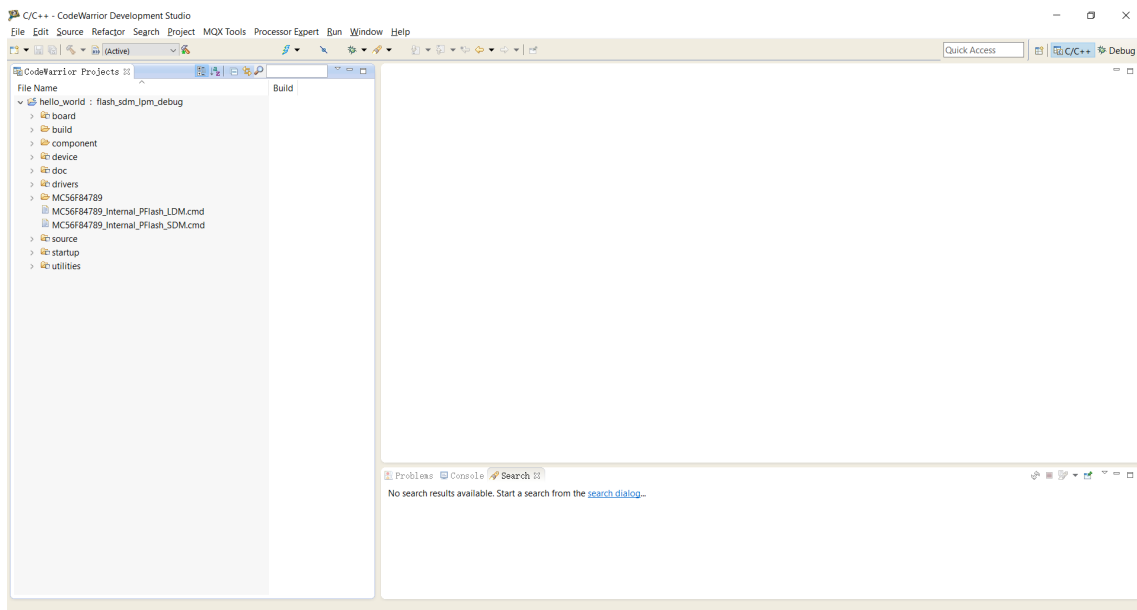 C/C++ - CodeWarrior Development Studio
File Edit Source Refactor Search Project MQX Tools Processor Expert Run Window Help
(Active)
Quick Access
C/C++
Debug
CodeWarrior Projects
File Name
Build
hello_world : flash_sdm_lpm_debug
board
build
component
device
doc
drivers
MC56F84789
MC56F84789_Internal_PFlash_LDM.cmd
MC56F84789_Internal_PFlash_SDM.cmd
source
startup
utilities
Problems Console Search
No search results available. Start a search from the search dialog...